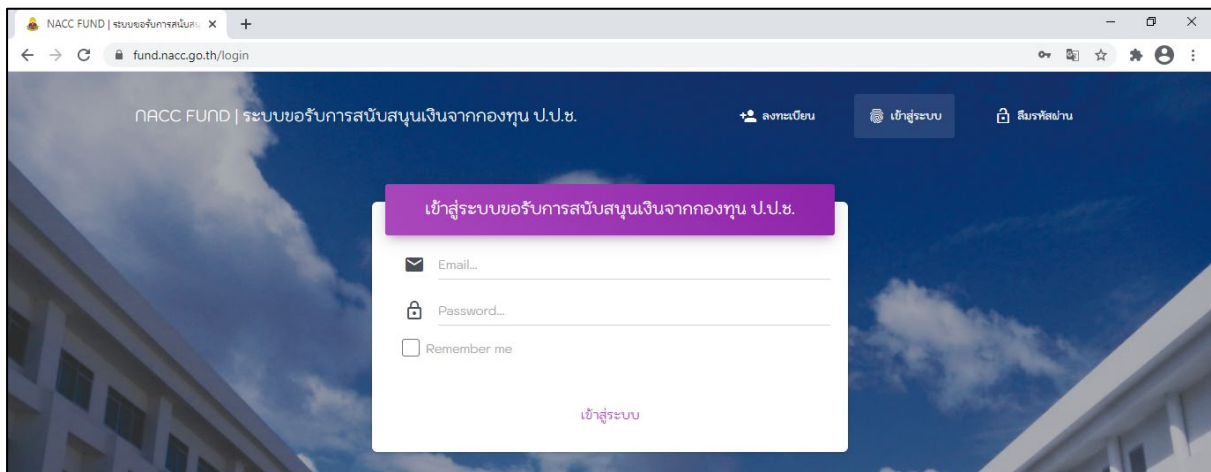 NACC FUND | ระบบขอรับการสนับสน
fund.nacc.go.th/login
NACC FUND | ระบบขอรับการสนับสนุนเงินจากกองทุน ป.ป.ช.
ลงทะเบียน
เข้าสู่ระบบ
ลืมรหัสผ่าน
เข้าสู่ระบบขอรับการสนับสนุนเงินจากกองทุน ป.ป.ช.
Email...
Password...
Remember me
เข้าสู่ระบบ